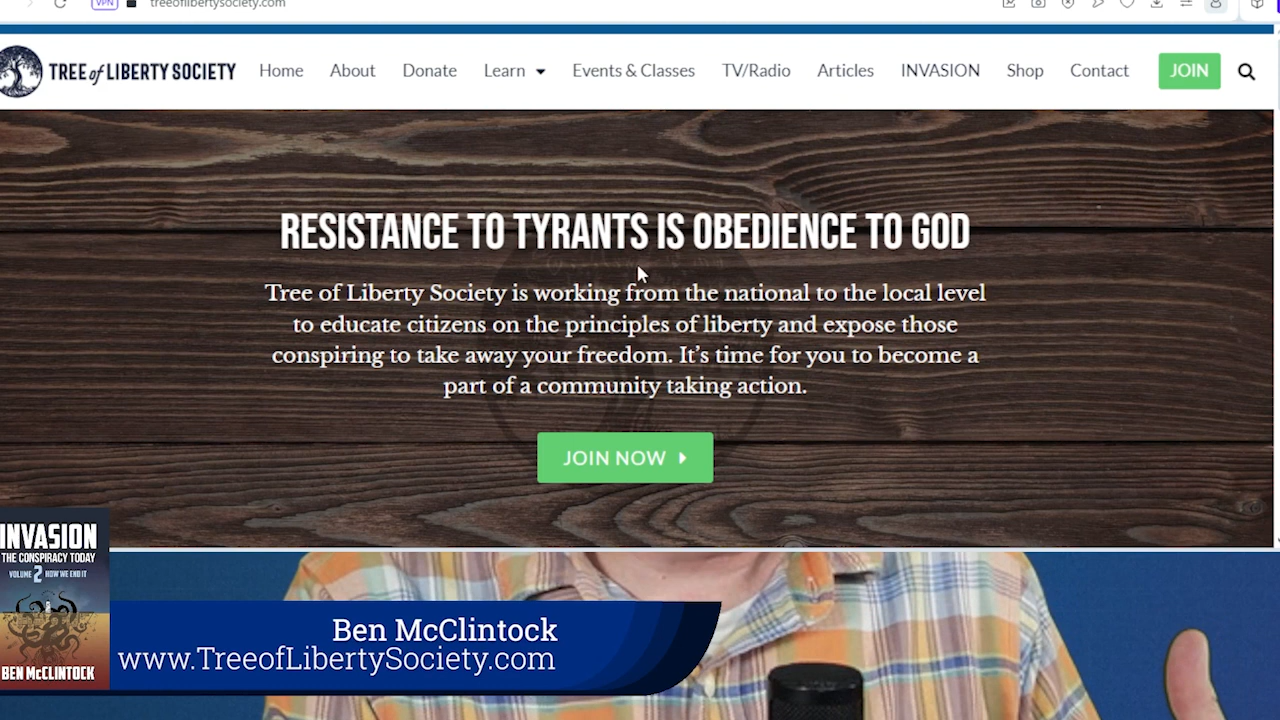 VPN
treeoflibertysociety.com
TREE of LIBERTY SOCIETY
Home
About
Donate
Learn
Events & Classes
TV/Radio
Articles
INVASION
Shop
Contact
JOIN
RESISTANCE TO TYRANTS IS OBEDIENCE TO GOD
Tree of Liberty Society is working from the national to the local level
to educate citizens on the principles of liberty and expose those
conspiring to take away your freedom. It's time for you to become a
part of a community taking action.
JOIN NOW
INVASION
THE CONSPIRACY TODAY
VOLUME 2 HOW WE END IT
BEN McCLINTOCK
Ben McClintock
www.TreeofLibertySociety.com